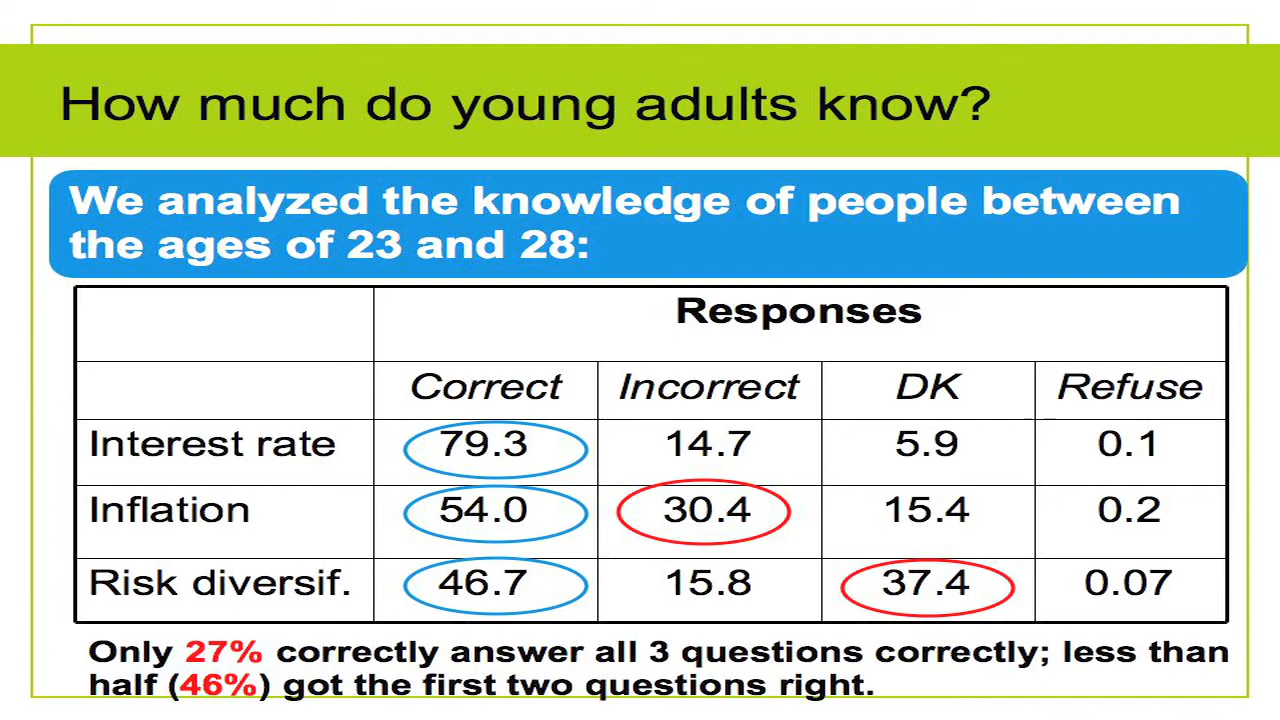 How much do young adults know?
We analyzed the knowledge of people between
the ages of 23 and 28:
Responses
Correct Incorrect DK Refuse
Interest rate 79.3 14.7 5.9 0.1
Inflation 54.0 30.4 15.4 0.2
Risk diversif. 46.7 15.8 37.4 0.07
Only 27% correctly answer all 3 questions correctly; less than
half (46%) got the first two questions right.